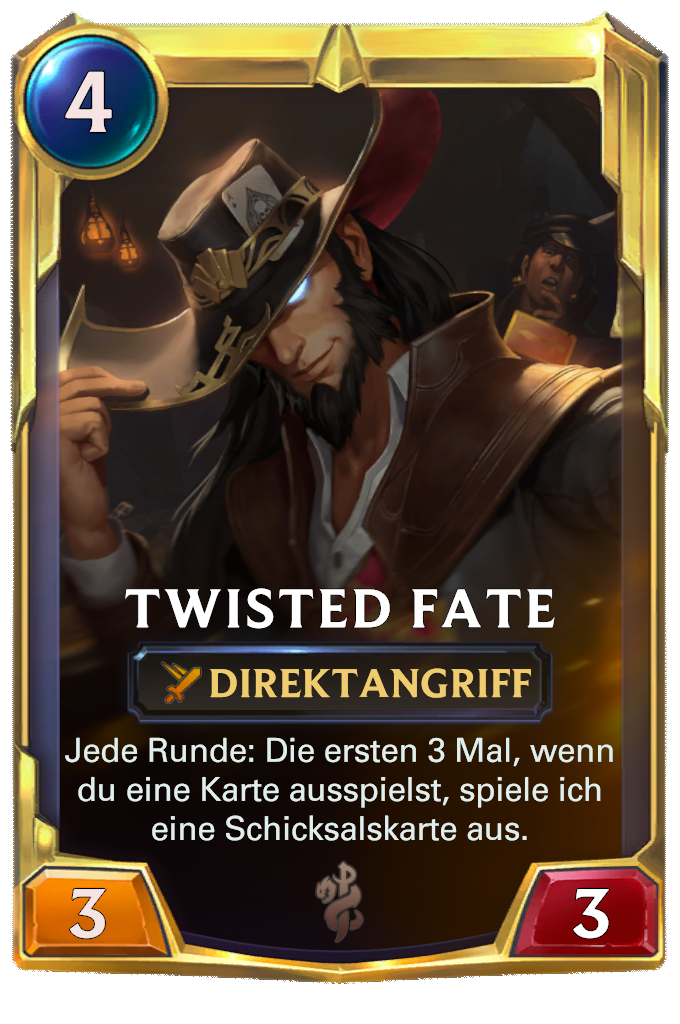 4
TWISTED FATE
DIREKTANGRIFF
Jede Runde: Die ersten 3 Mal, wenn
du eine Karte ausspielst, spiele ich
eine Schicksalskarte aus.
3
3